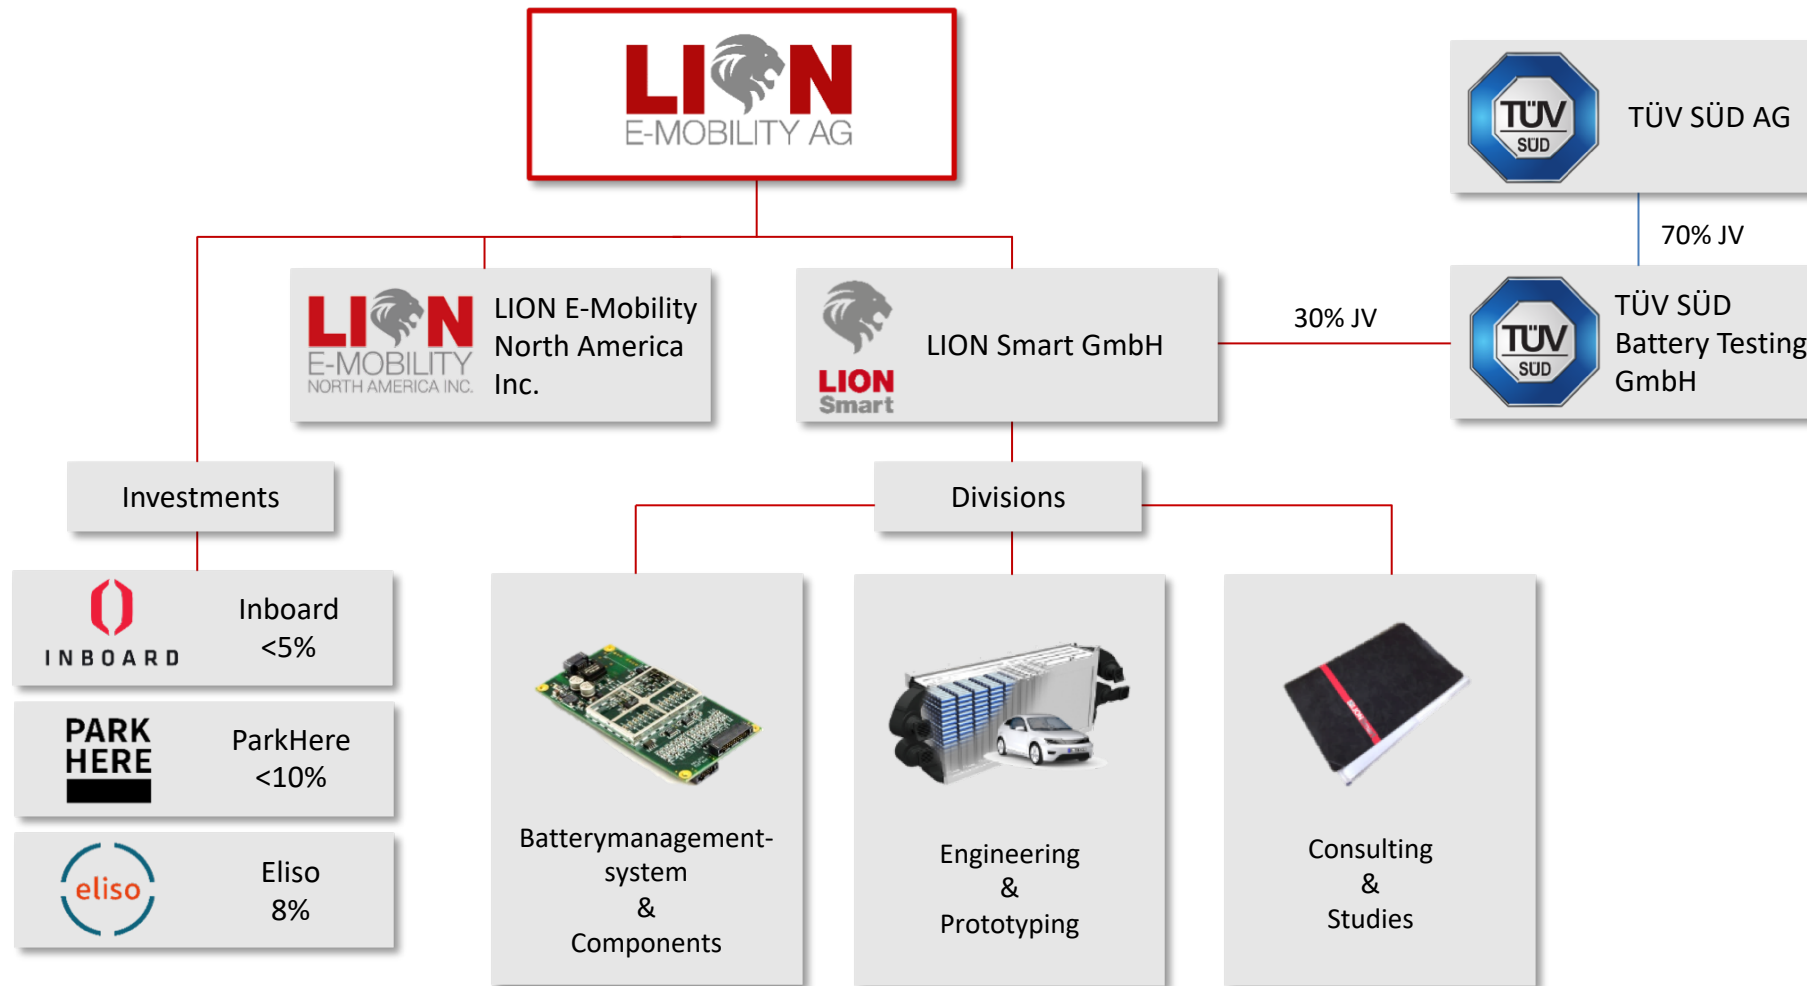 LION
E-MOBILITY AG
TÜV
SÜD
TÜV SÜD AG
70% JV
LION
E-MOBILITY
NORTH AMERICA INC.
LION E-Mobility
North America
Inc.
LION
Smart
LION Smart GmbH
30% JV
TÜV
SÜD
TÜV SÜD
Battery Testing
GmbH
Investments
Divisions
INBOARD
Inboard
<5%
PARK
HERE
ParkHere
<10%
eliso
Eliso
8%
Batterymanagement-
system
&
Components
Engineering
&
Prototyping
Consulting
&
Studies